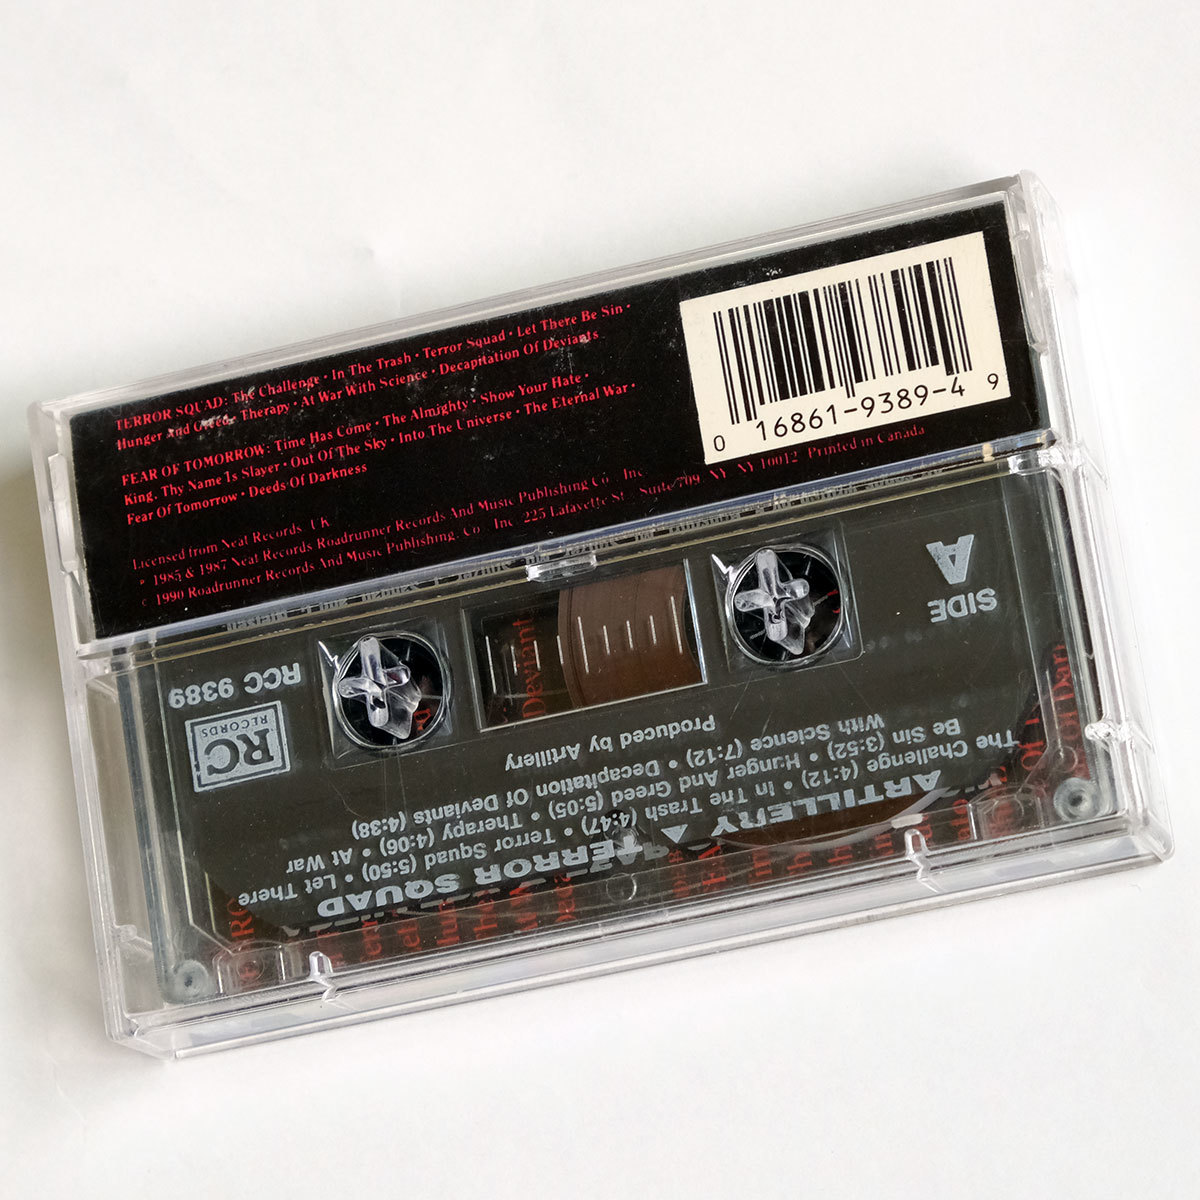 TERROR SQUAD: The Challenge • In The Trash • Terror Squad • Let There Be Sin •
Hunger And Greed • Therapy • At War With Science • Decapitation Of Deviants
FEAR OF TOMORROW: Time Has Come • The Almighty • Show Your Hate •
King, Thy Name Is Slayer • Out Of The Sky • Into The Universe • The Eternal War •
Fear Of Tomorrow • Deeds Of Darkness
Licensed from Neat Records, UK
℗ 1985 & 1987 Neat Records Roadrunner Records And Music Publishing Co., Inc.
© 1990 Roadrunner Records And Music Publishing. Co., Inc. 225 Lafayette St., Suite 709, NY, NY 10012 Printed in Canada
0 16861-9389-4 9
SIDE
A
RCC 9389
RC
RECORDS
Deviant
Produced by Artillery
ARTILLERY ▲ TERROR SQUAD
The Challenge (4:12) • In The Trash (4:47) • Terror Squad (5:50) • Let There
Be Sin (3:52) • Hunger And Greed (5:05) • Therapy (4:06) • At War
With Science (7:12) • Decapitation Of Deviants (4:38)